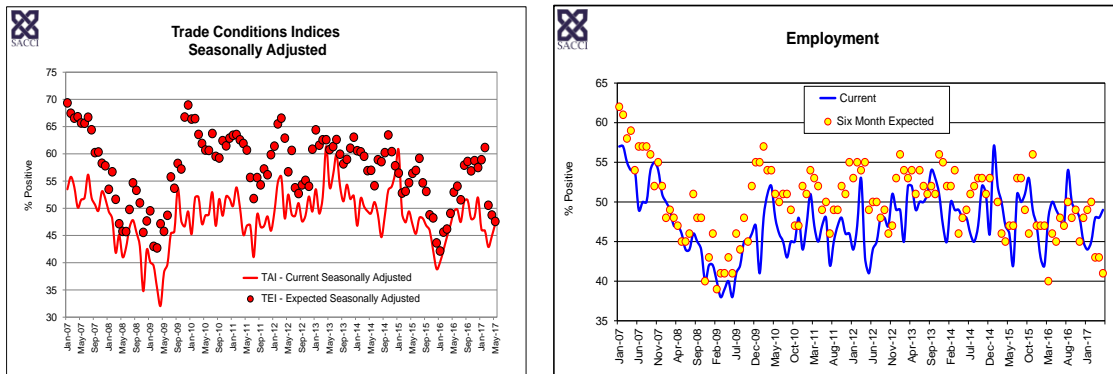 SACCI
Trade Conditions Indices
Seasonally Adjusted
% Positive
75
70
65
60
55
50
45
40
35
30
TAI - Current Seasonally Adjusted
TEI - Expected Seasonally Adjusted
Jan-07
May-07
Sep-07
Jan-08
May-08
Sep-08
Jan-09
May-09
Sep-09
Jan-10
May-10
Sep-10
Jan-11
May-11
Sep-11
Jan-12
May-12
Sep-12
Jan-13
May-13
Sep-13
Jan-14
May-14
Sep-14
Jan-15
May-15
Sep-15
Jan-16
May-16
Sep-16
Jan-17
May-17
SACCI
Employment
% Positive
65
60
55
50
45
40
35
Current
Six Month Expected
Jan-07
Jun-07
Nov-07
Apr-08
Sep-08
Feb-09
Jul-09
Dec-09
May-10
Oct-10
Mar-11
Aug-11
Jan-12
Jun-12
Nov-12
Apr-13
Sep-13
Feb-14
Jul-14
Dec-14
May-15
Oct-15
Mar-16
Aug-16
Jan-17